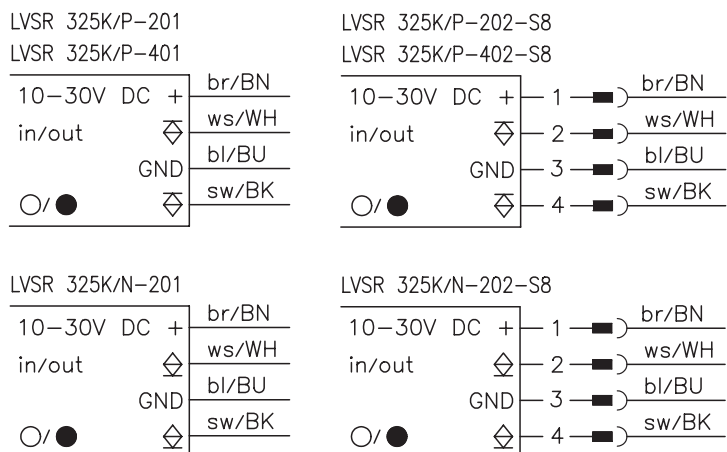 LVSR 325K/P-201
LVSR 325K/P-401
10-30V DC +
br/BN
in/out
ws/WH
GND
bl/BU
sw/BK
LVSR 325K/P-202-S8
LVSR 325K/P-402-S8
10-30V DC +
1
br/BN
in/out
2
ws/WH
GND
3
bl/BU
4
sw/BK
LVSR 325K/N-201
10-30V DC +
br/BN
in/out
ws/WH
GND
bl/BU
sw/BK
LVSR 325K/N-202-S8
10-30V DC +
1
br/BN
in/out
2
ws/WH
GND
3
bl/BU
4
sw/BK